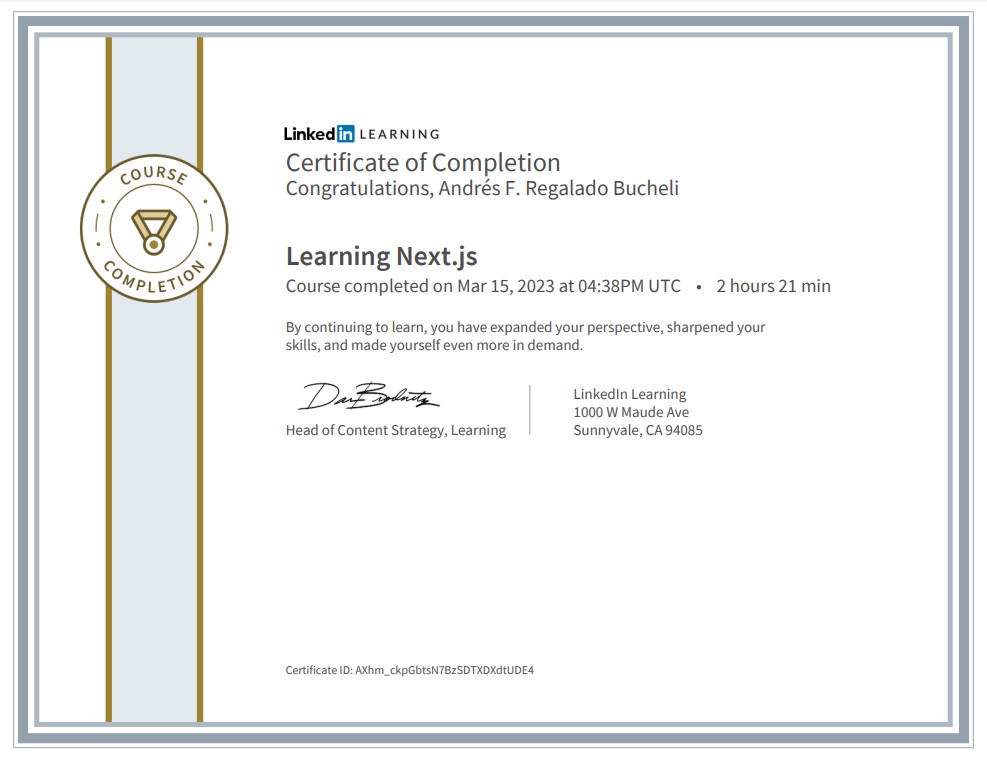 COURSE
COMPLETION
Linked in LEARNING
Certificate of Completion
Congratulations, Andrés F. Regalado Bucheli
Learning Next.js
Course completed on Mar 15, 2023 at 04:38PM UTC • 2 hours 21 min
By continuing to learn, you have expanded your perspective, sharpened your
skills, and made yourself even more in demand.
Head of Content Strategy, Learning
LinkedIn Learning
1000 W Maude Ave
Sunnyvale, CA 94085
Certificate ID: AXhm_ckpGbtsN7BzSDTXDXdtUDE4